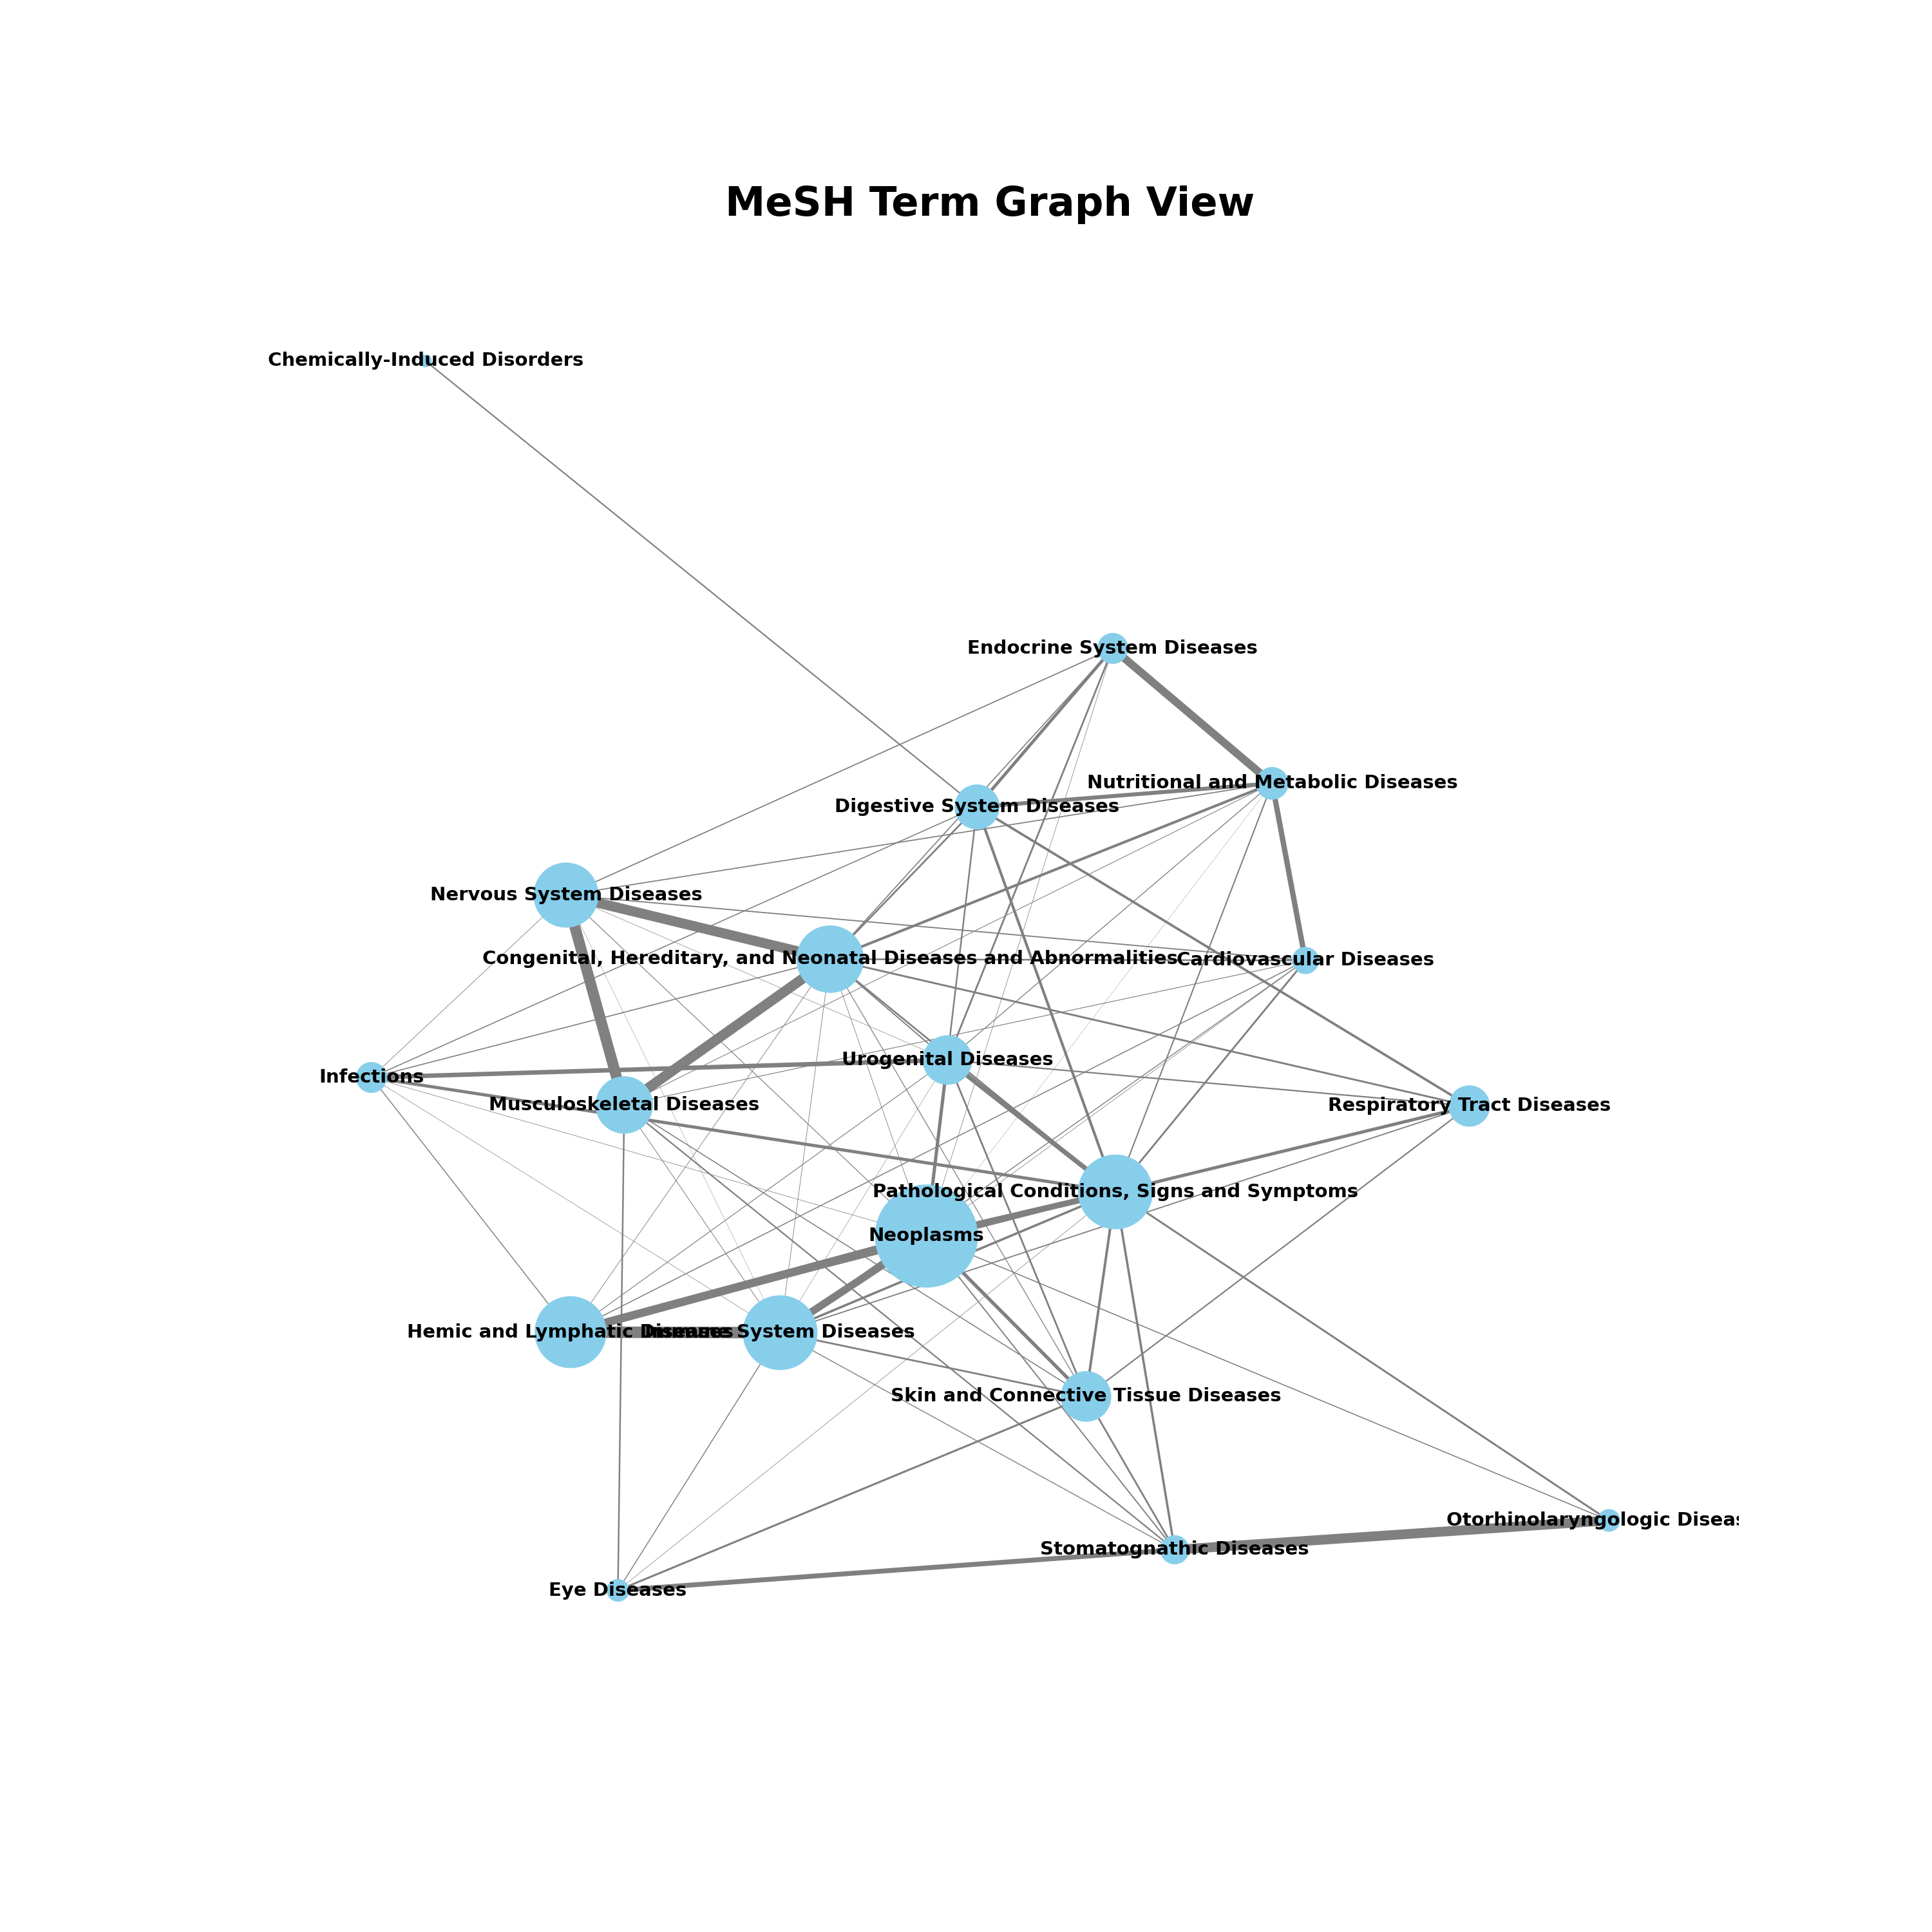 MeSH Term Graph View
Chemically-Induced Disorders
Endocrine System Diseases
Nutritional and Metabolic Diseases
Digestive System Diseases
Nervous System Diseases
Congenital, Hereditary, and Neonatal Diseases and Abnormalities
Cardiovascular Diseases
Urogenital Diseases
Infections
Musculoskeletal Diseases
Respiratory Tract Diseases
Pathological Conditions, Signs and Symptoms
Neoplasms
Hemic and Lymphatic Diseases
Immune System Diseases
Skin and Connective Tissue Diseases
Otorhinolaryngologic Diseas
Stomatognathic Diseases
Eye Diseases